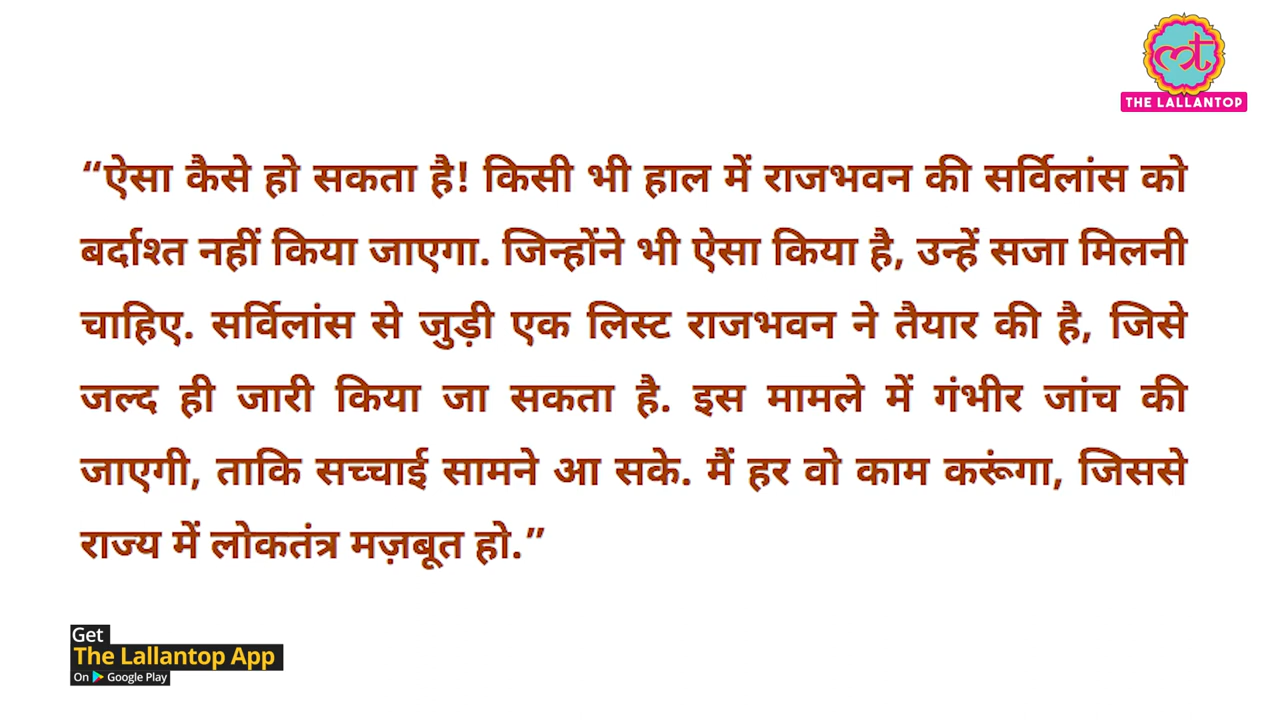 THE LALLANTOP
“ऐसा कैसे हो सकता है! किसी भी हाल में राजभवन की सर्विलांस को
बर्दाश्त नहीं किया जाएगा. जिन्होंने भी ऐसा किया है, उन्हें सजा मिलनी
चाहिए. सर्विलांस से जुड़ी एक लिस्ट राजभवन ने तैयार की है, जिसे
जल्द ही जारी किया जा सकता है. इस मामले में गंभीर जांच की
जाएगी, ताकि सच्चाई सामने आ सके. मैं हर वो काम करूंगा, जिससे
राज्य में लोकतंत्र मज़बूत हो.”
Get
The Lallantop App
On Google Play